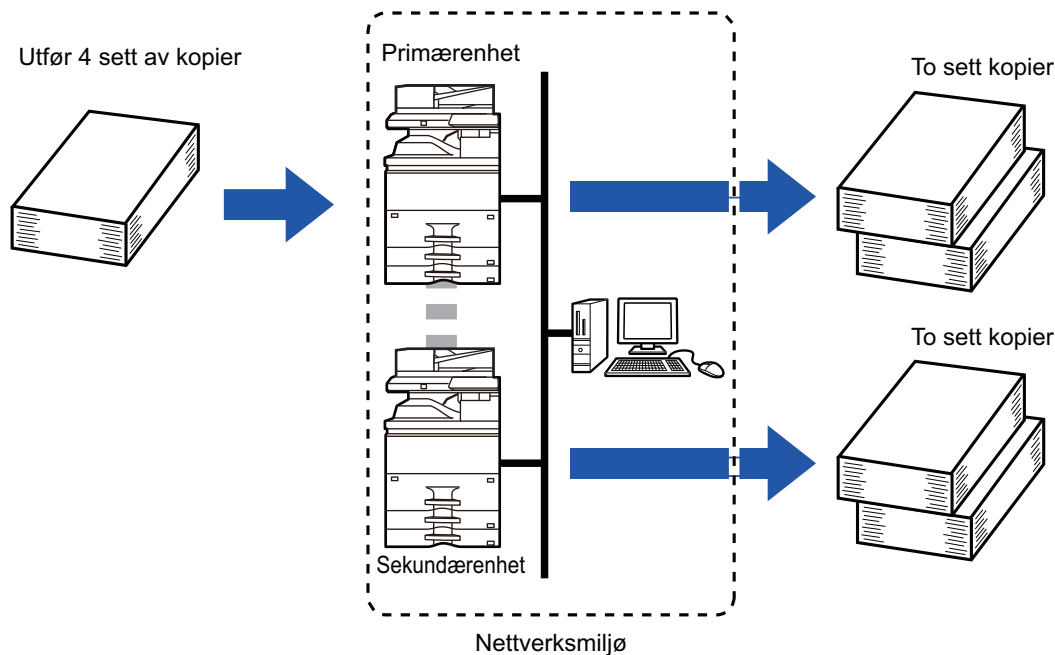 Utfør 4 sett av kopier
Primærenhet
To sett kopier
To sett kopier
Sekundærenhet
Nettverksmiljø